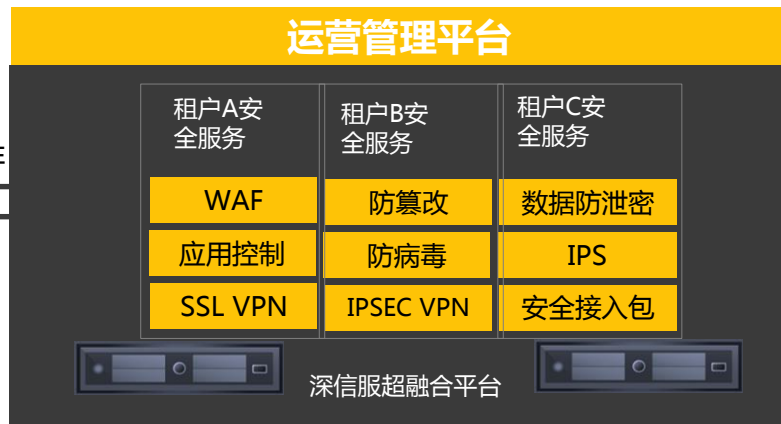 运营管理平台
租户A安
全服务
租户B安
全服务
租户C安
全服务
WAF
防篡改
数据防泄密
应用控制
防病毒
IPS
SSL VPN
IPSEC VPN
安全接入包
深信服超融合平台